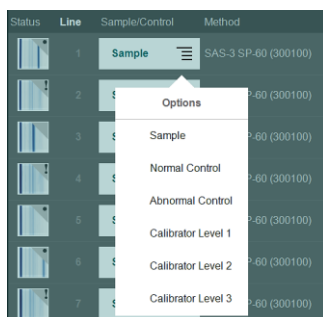 Status Line Sample/Control Method
1 Sample SAS-3 SP-60 (300100)
2 S P-60 (300100)
Options
3 S Sample P-60 (300100)
Normal Control
4 S P-60 (300100)
Abnormal Control
5 S Calibrator Level 1 P-60 (300100)
6 S Calibrator Level 2 P-60 (300100)
7 S Calibrator Level 3 P-60 (300100)